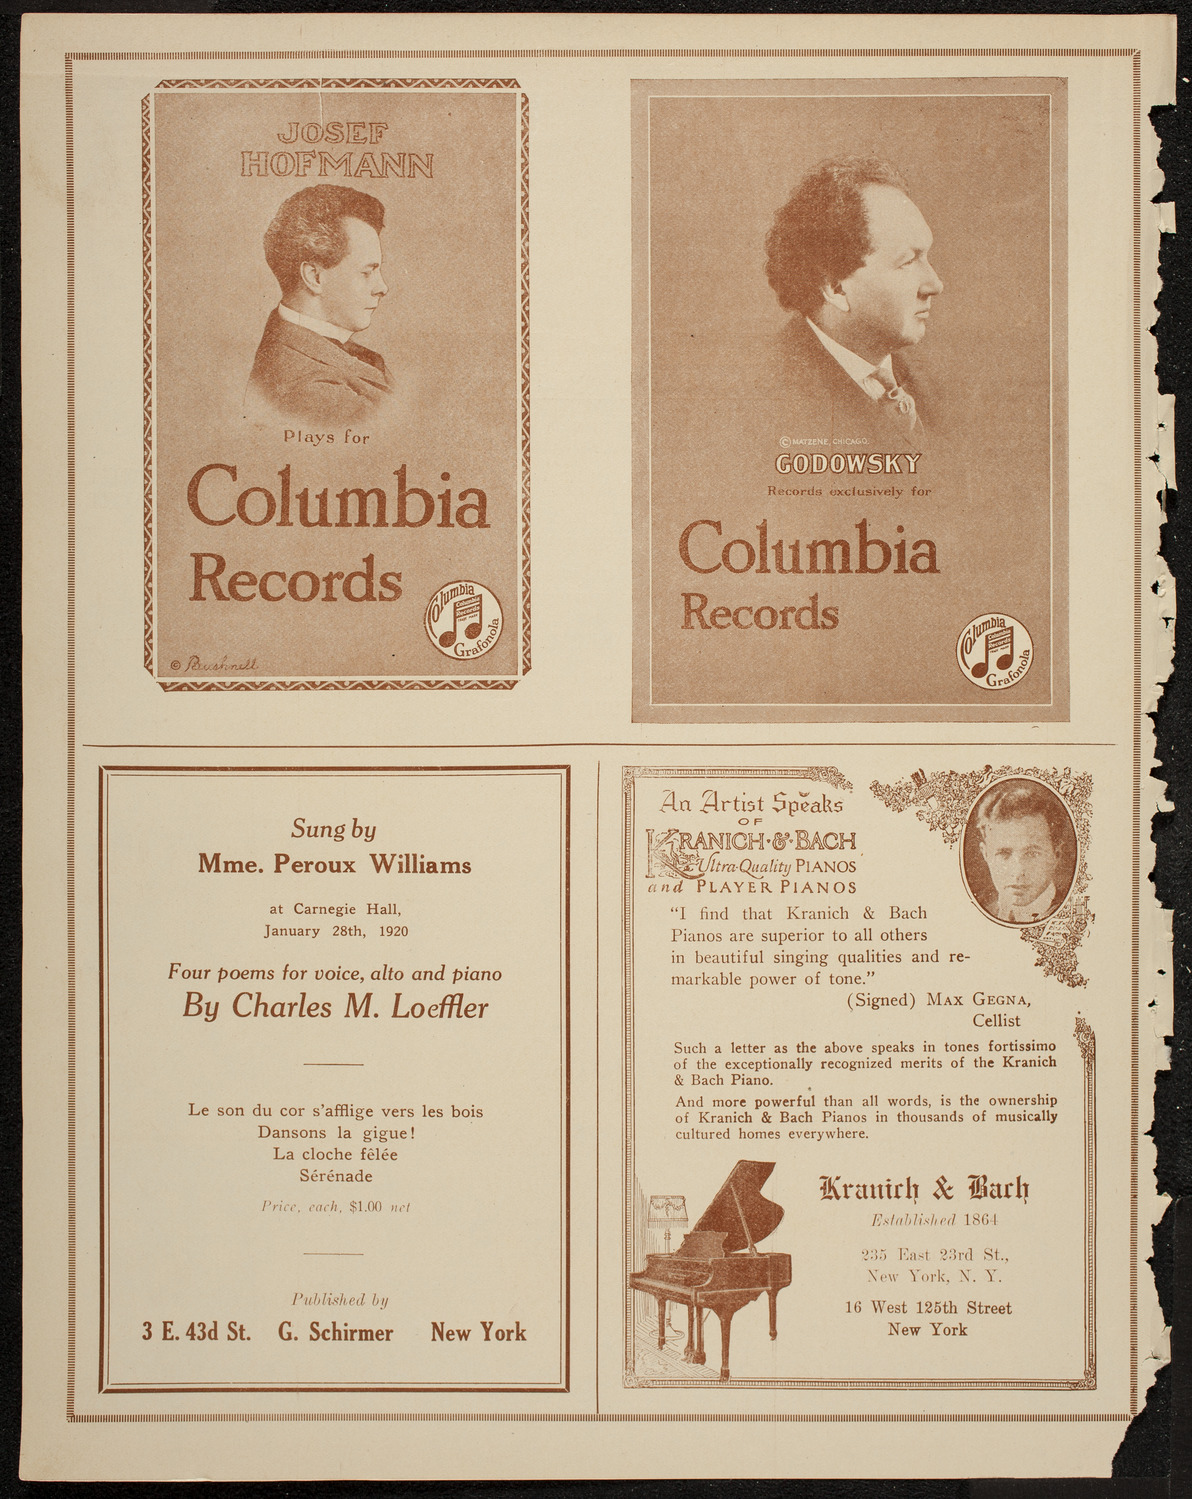 JOSEF
HOFMANN
Plays for
Columbia
Records
Columbia
Grafonola
© MATZENE, CHICAGO.
GODOWSKY
Records exclusively for
Columbia
Records
Columbia
Grafonola
Sung by
Mme. Peroux Williams
at Carnegie Hall,
January 28th, 1920
Four poems for voice, alto and piano
By Charles M. Loeffler
Le son du cor s'afflige vers les bois
Dansons la gigue!
La cloche fêlée
Sérénade
Price, each, $1.00 net
Published by
3 E. 43d St. G. Schirmer New York
An Artist Speaks
OF
KRANICH·&·BACH
Ultra-Quality PIANOS
and PLAYER PIANOS
"I find that Kranich & Bach
Pianos are superior to all others
in beautiful singing qualities and re-
markable power of tone."
(Signed) MAX GEGNA,
Cellist
Such a letter as the above speaks in tones fortissimo
of the exceptionally recognized merits of the Kranich
& Bach Piano.
And more powerful than all words, is the ownership
of Kranich & Bach Pianos in thousands of musically
cultured homes everywhere.
Kranich & Bach
Established 1864
235 East 23rd St.,
New York, N. Y.
16 West 125th Street
New York